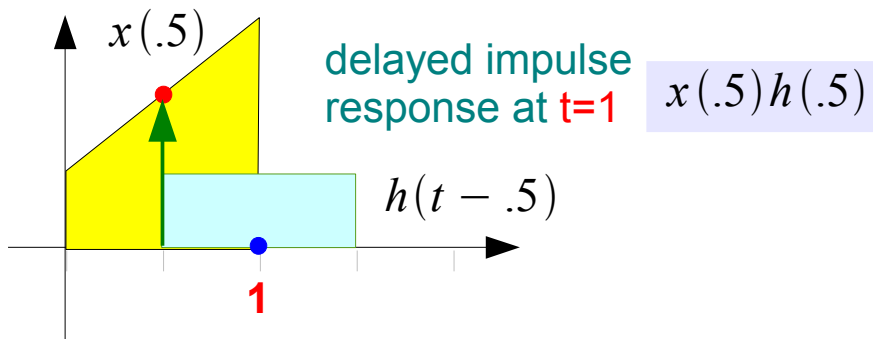 x(.5)
delayed impulse
response at t=1
x(.5)h(.5)
h(t − .5)
1